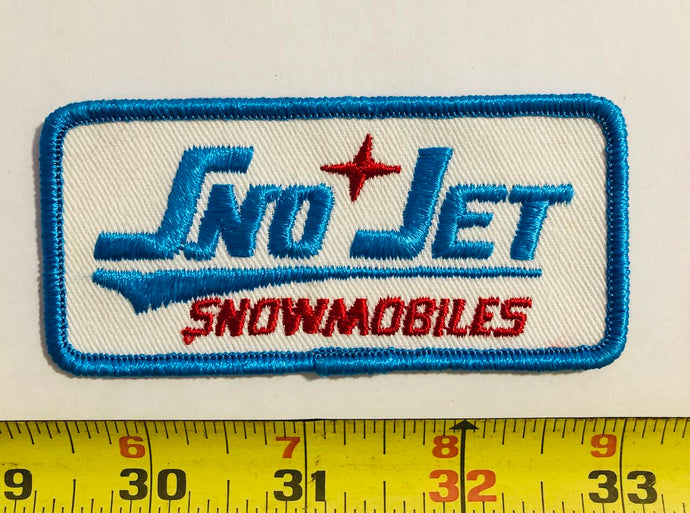 SNO JET
SNOWMOBILES
6 7 8 9
9 30 31 32 33